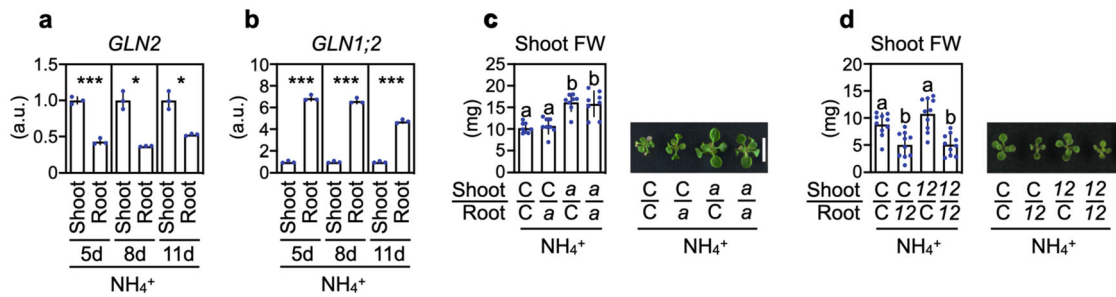 a
GLN2
1.5
1.0
0.5
0
(a.u.)
*** * *
Shoot Root Shoot Root Shoot Root
5d 8d 11d
NH₄⁺
b
GLN1;2
10
8
6
4
2
0
(a.u.)
*** *** ***
Shoot Root Shoot Root Shoot Root
5d 8d 11d
NH₄⁺
c
Shoot FW
25
20
15
10
5
0
(mg)
a a b b
Shoot C C a a
Root C a C a
NH₄⁺
C C a a
C a C a
NH₄⁺
d
Shoot FW
20
15
10
5
0
(mg)
a b a b
Shoot C C 12 12
Root C 12 C 12
NH₄⁺
C C 12 12
C 12 C 12
NH₄⁺